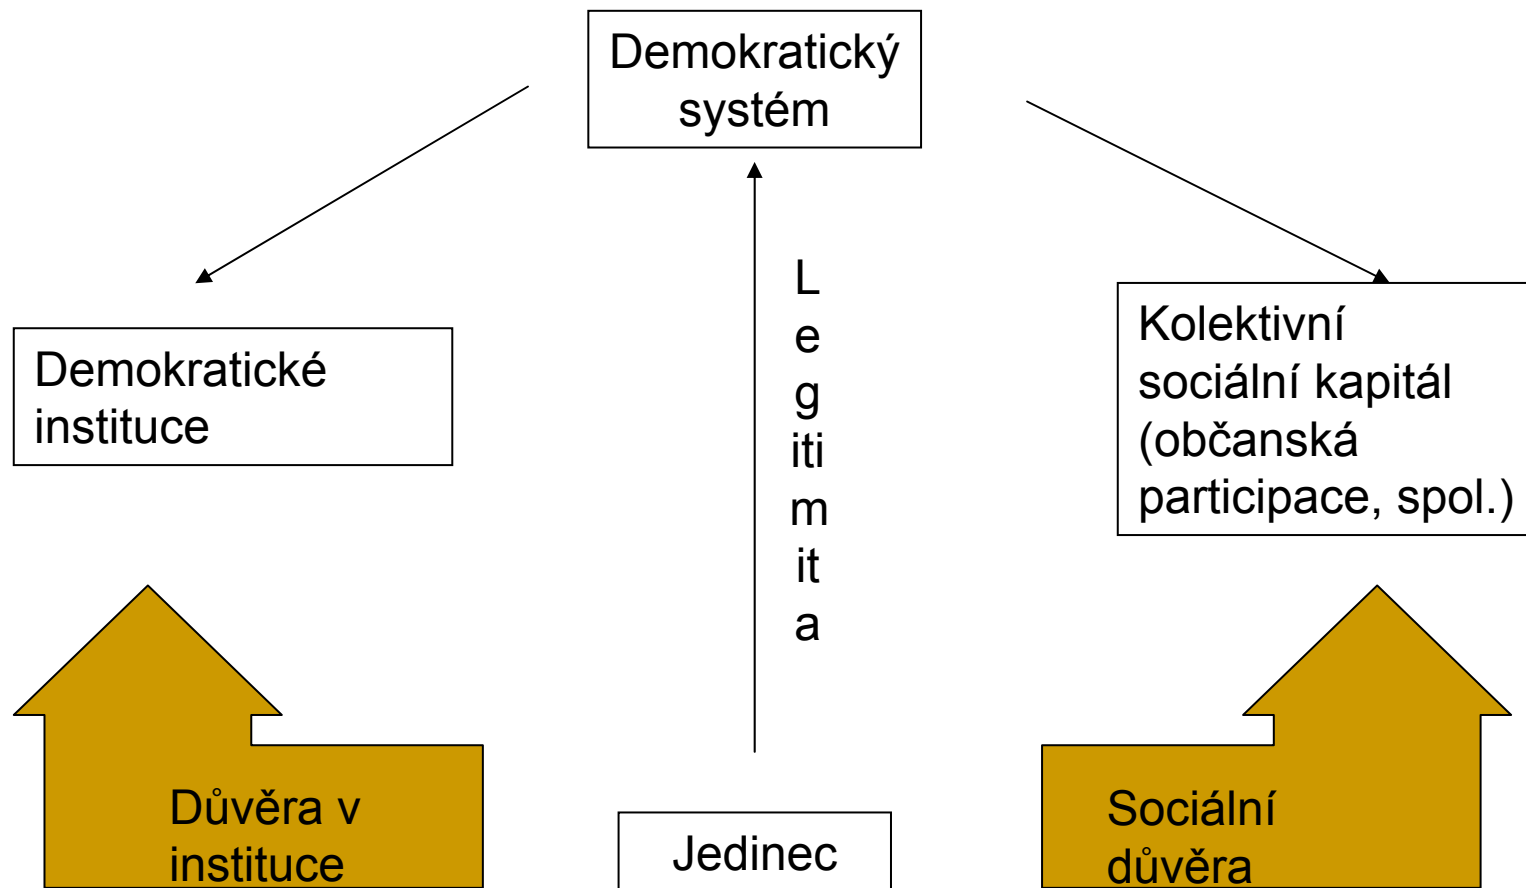 Demokratický
systém
L
e
g
iti
m
it
a
Demokratické
instituce
Kolektivní
sociální kapitál
(občanská
participace, spol.)
Důvěra v
instituce
Jedinec
Sociální
důvěra